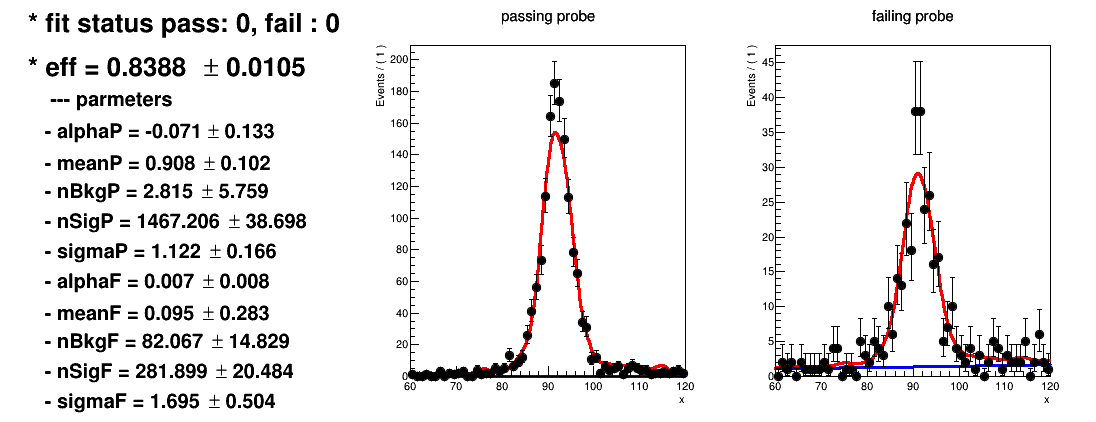 * fit status pass: 0, fail : 0
* eff = 0.8388 ± 0.0105
--- parmeters
- alphaP = -0.071 ± 0.133
- meanP = 0.908 ± 0.102
- nBkgP = 2.815 ± 5.759
- nSigP = 1467.206 ± 38.698
- sigmaP = 1.122 ± 0.166
- alphaF = 0.007 ± 0.008
- meanF = 0.095 ± 0.283
- nBkgF = 82.067 ± 14.829
- nSigF = 281.899 ± 20.484
- sigmaF = 1.695 ± 0.504
passing probe
Events / ( 1 )
200
180
160
140
120
100
80
60
40
20
0
60 70 80 90 100 110 120
x
failing probe
Events / ( 1 )
45
40
35
30
25
20
15
10
5
0
60 70 80 90 100 110 120
x